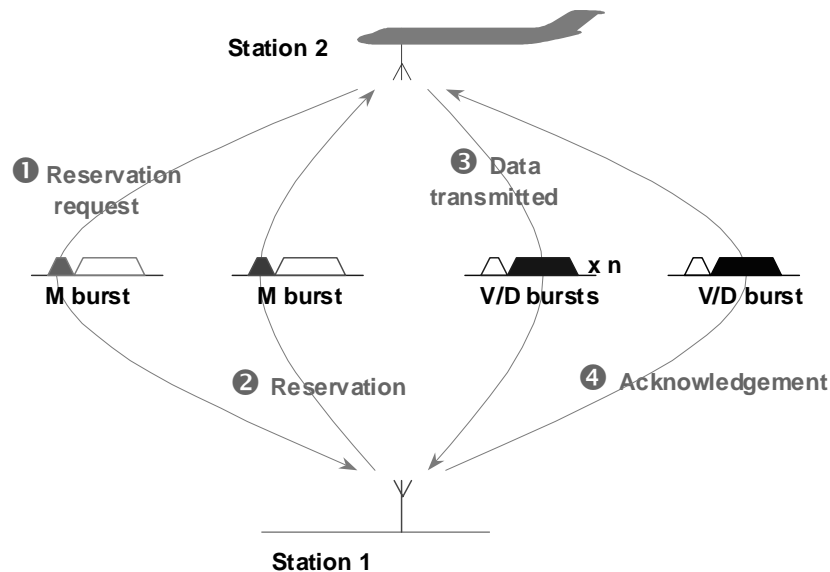 Station 2
❶ Reservation
request
❸ Data
transmitted
M burst
M burst
x n
V/D bursts
V/D burst
❷ Reservation
❹ Acknowledgement
Station 1